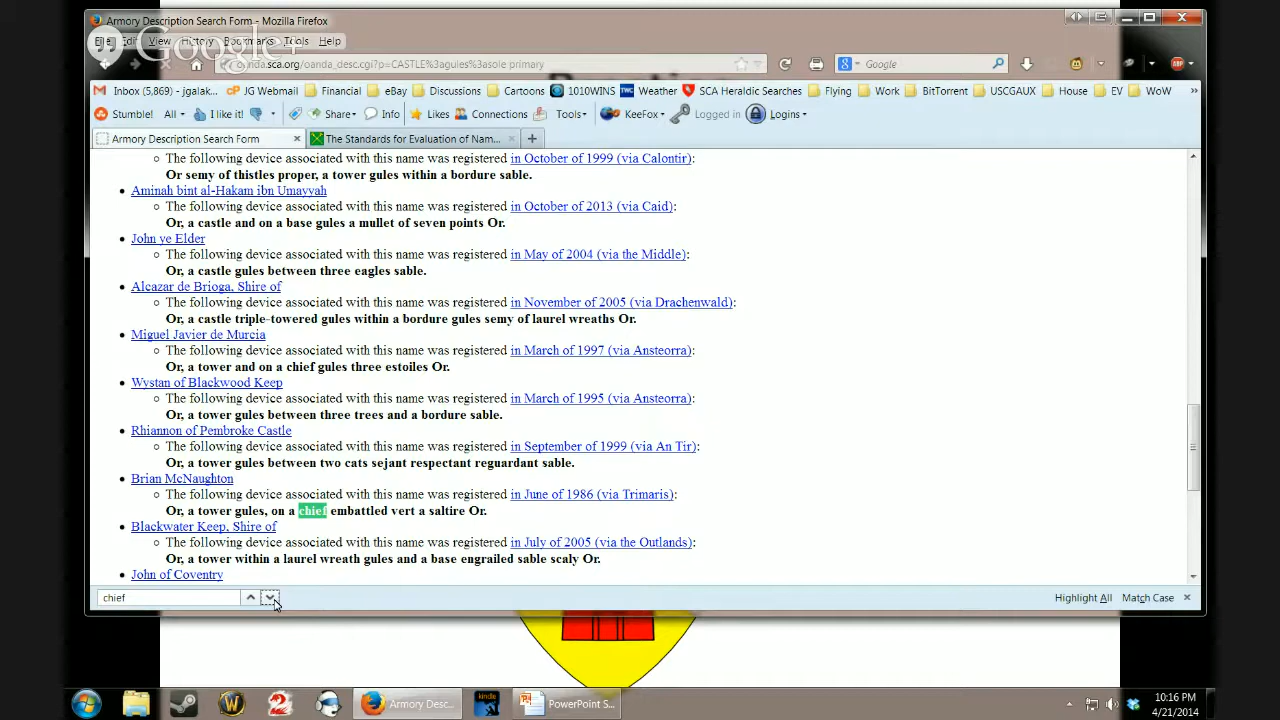 Armory Description Search Form - Mozilla Firefox
File Edit View History Bookmarks Tools Help
Google+
nda.sca.org/oanda_desc.cgi?p=CASTLE%3agules%3asole primary
Google
Inbox (5,869) - jgalak... JG Webmail Financial eBay Discussions Cartoons 1010WINS Weather SCA Heraldic Searches Flying Work BitTorrent USCGAUX House EV WoW
Stumble! All I like it! Share Info Likes Connections Tools KeeFox Logged in Logins
Armory Description Search Form The Standards for Evaluation of Nam...
The following device associated with this name was registered in October of 1999 (via Calontir):
Or semy of thistles proper, a tower gules within a bordure sable.
Aminah bint al-Hakam ibn Umayyah
The following device associated with this name was registered in October of 2013 (via Caid):
Or, a castle and on a base gules a mullet of seven points Or.
John ye Elder
The following device associated with this name was registered in May of 2004 (via the Middle):
Or, a castle gules between three eagles sable.
Alcazar de Brioga, Shire of
The following device associated with this name was registered in November of 2005 (via Drachenwald):
Or, a castle triple-towered gules within a bordure gules semy of laurel wreaths Or.
Miguel Javier de Murcia
The following device associated with this name was registered in March of 1997 (via Ansteorra):
Or, a tower and on a chief gules three estoiles Or.
Wystan of Blackwood Keep
The following device associated with this name was registered in March of 1995 (via Ansteorra):
Or, a tower gules between three trees and a bordure sable.
Rhiannon of Pembroke Castle
The following device associated with this name was registered in September of 1999 (via An Tir):
Or, a tower gules between two cats sejant respectant reguardant sable.
Brian McNaughton
The following device associated with this name was registered in June of 1986 (via Trimaris):
Or, a tower gules, on a chief embattled vert a saltire Or.
Blackwater Keep, Shire of
The following device associated with this name was registered in July of 2005 (via the Outlands):
Or, a tower within a laurel wreath gules and a base engrailed sable scaly Or.
John of Coventry
chief Highlight All Match Case
Armory Desc... kindle PowerPoint S...
10:16 PM
4/21/2014